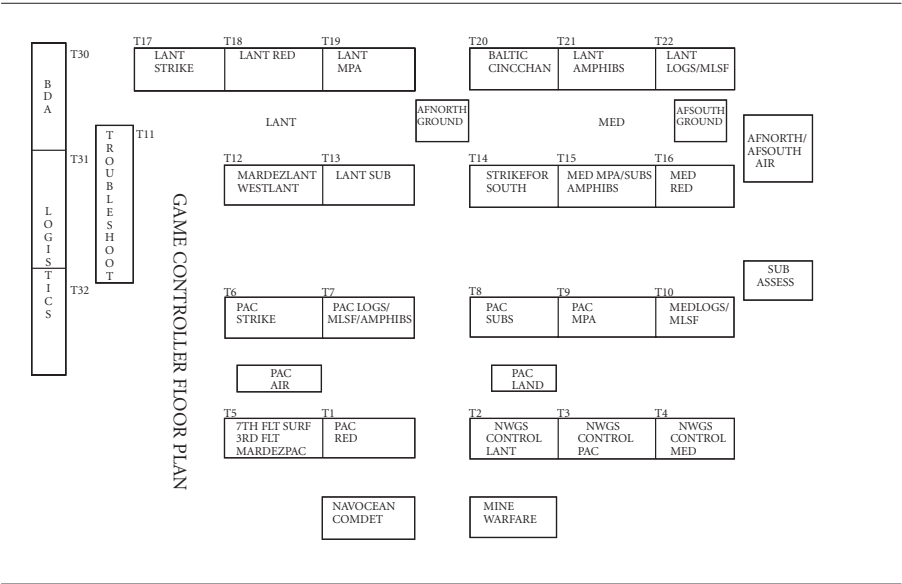 T30
BDA
T31
LOGISTICS
T32
TROUBLESHOOT
T11
GAME CONTROLLER FLOOR PLAN
T17
LANT
STRIKE
T18
LANT RED
T19
LANT
MPA
T20
BALTIC
CINCCHAN
T21
LANT
AMPHIBS
T22
LANT
LOGS/MLSF
LANT
AFNORTH
GROUND
MED
AFSOUTH
GROUND
AFNORTH/
AFSOUTH
AIR
T12
MARDEZLANT
WESTLANT
T13
LANT SUB
T14
STRIKEFOR
SOUTH
T15
MED MPA/SUBS
AMPHIBS
T16
MED
RED
SUB
ASSESS
T6
PAC
STRIKE
T7
PAC LOGS/
MLSF/AMPHIBS
T8
PAC
SUBS
T9
PAC
MPA
T10
MEDLOGS/
MLSF
PAC
AIR
PAC
LAND
T5
7TH FLT SURF
3RD FLT
MARDEZPAC
T1
PAC
RED
T2
NWGS
CONTROL
LANT
T3
NWGS
CONTROL
PAC
T4
NWGS
CONTROL
MED
NAVOCEAN
COMDET
MINE
WARFARE